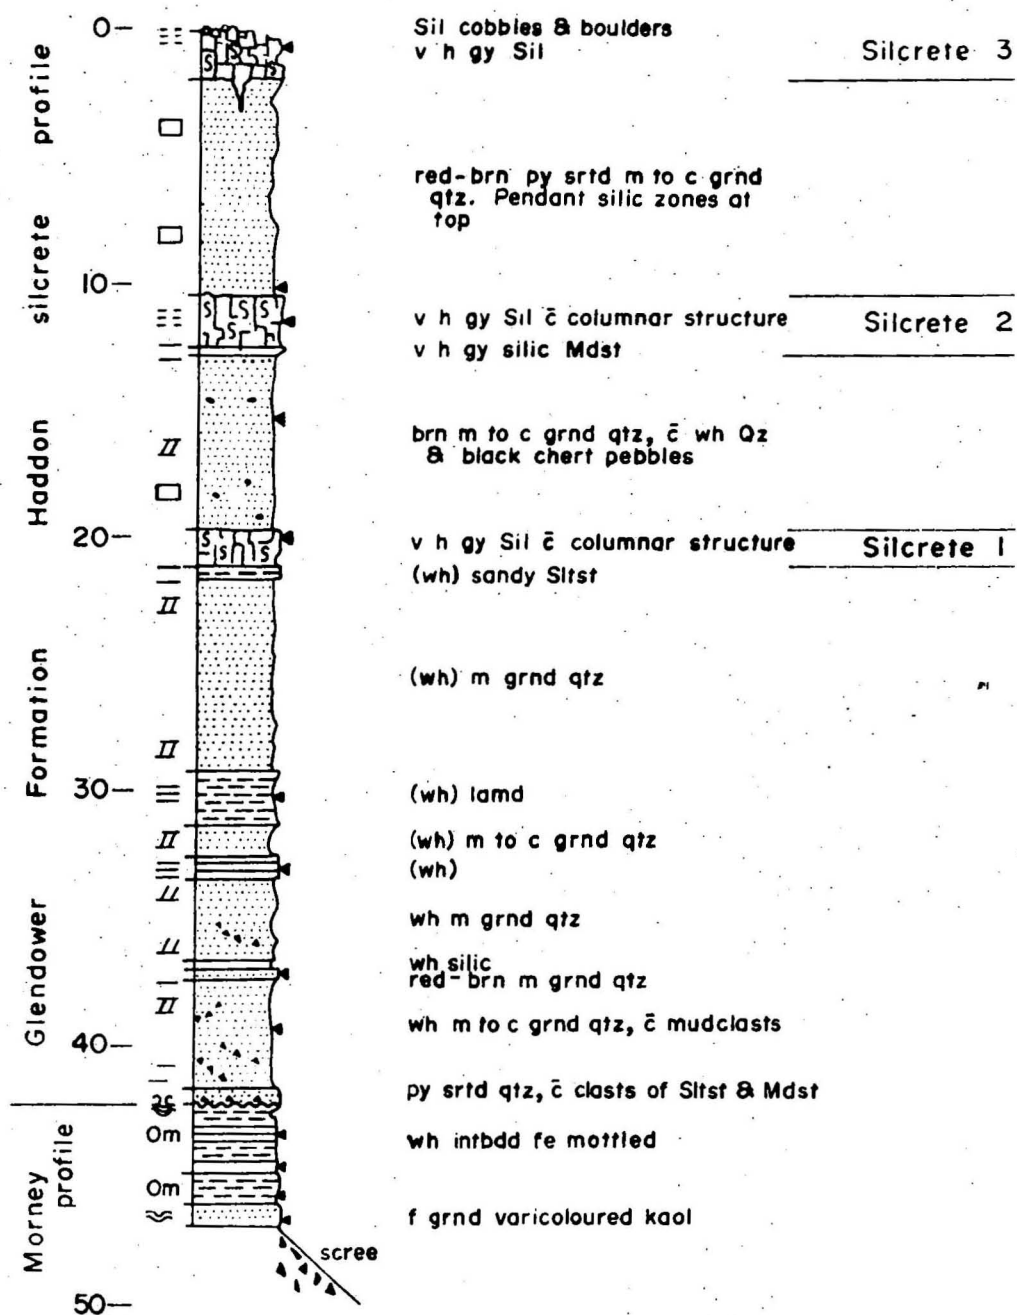 0—
Sil cobbles & boulders
v h gy Sil
Silcrete 3
red-brn py srtd m to c grnd
qtz. Pendant silic zones at
top
10—
v h gy Sil c̄ columnar structure
Silcrete 2
v h gy silic Mdst
brn m to c grnd qtz, c̄ wh Qz
& black chert pebbles
20—
v h gy Sil c̄ columnar structure
Silcrete 1
(wh) sandy Sltst
(wh) m grnd qtz
30—
(wh) lamd
(wh) m to c grnd qtz
(wh)
wh m grnd qtz
wh silic
red-brn m grnd qtz
wh m to c grnd qtz, c̄ mudclasts
40—
py srtd qtz, c̄ clasts of Sltst & Mdst
Om
wh intbdd fe mottled
Om
f grnd varicoloured kaol
scree
50—
Haddon silcrete profile
Glendower Formation
Morney
profile
S
S
S
S
S
S
S
S
S
S